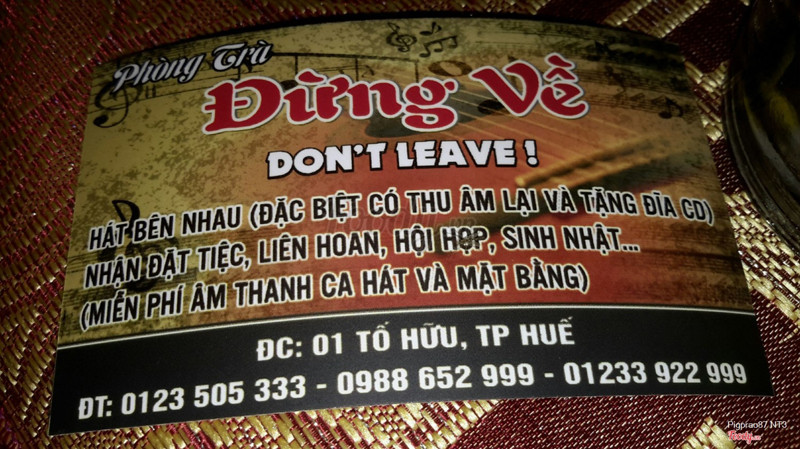 Phòng Trà
Đừng Về
DON'T LEAVE !
HÁT BÊN NHAU (ĐẶC BIỆT CÓ THU ÂM LẠI VÀ TẶNG ĐĨA CD)
NHẬN ĐẶT TIỆC, LIÊN HOAN, HỘI HỌP, SINH NHẬT...
(MIỄN PHÍ ÂM THANH CA HÁT VÀ MẶT BẰNG)
ĐC: 01 TỐ HỮU, TP HUẾ
ĐT: 0123 505 333 - 0988 652 999 - 01233 922 999
Pigprao87 NT3